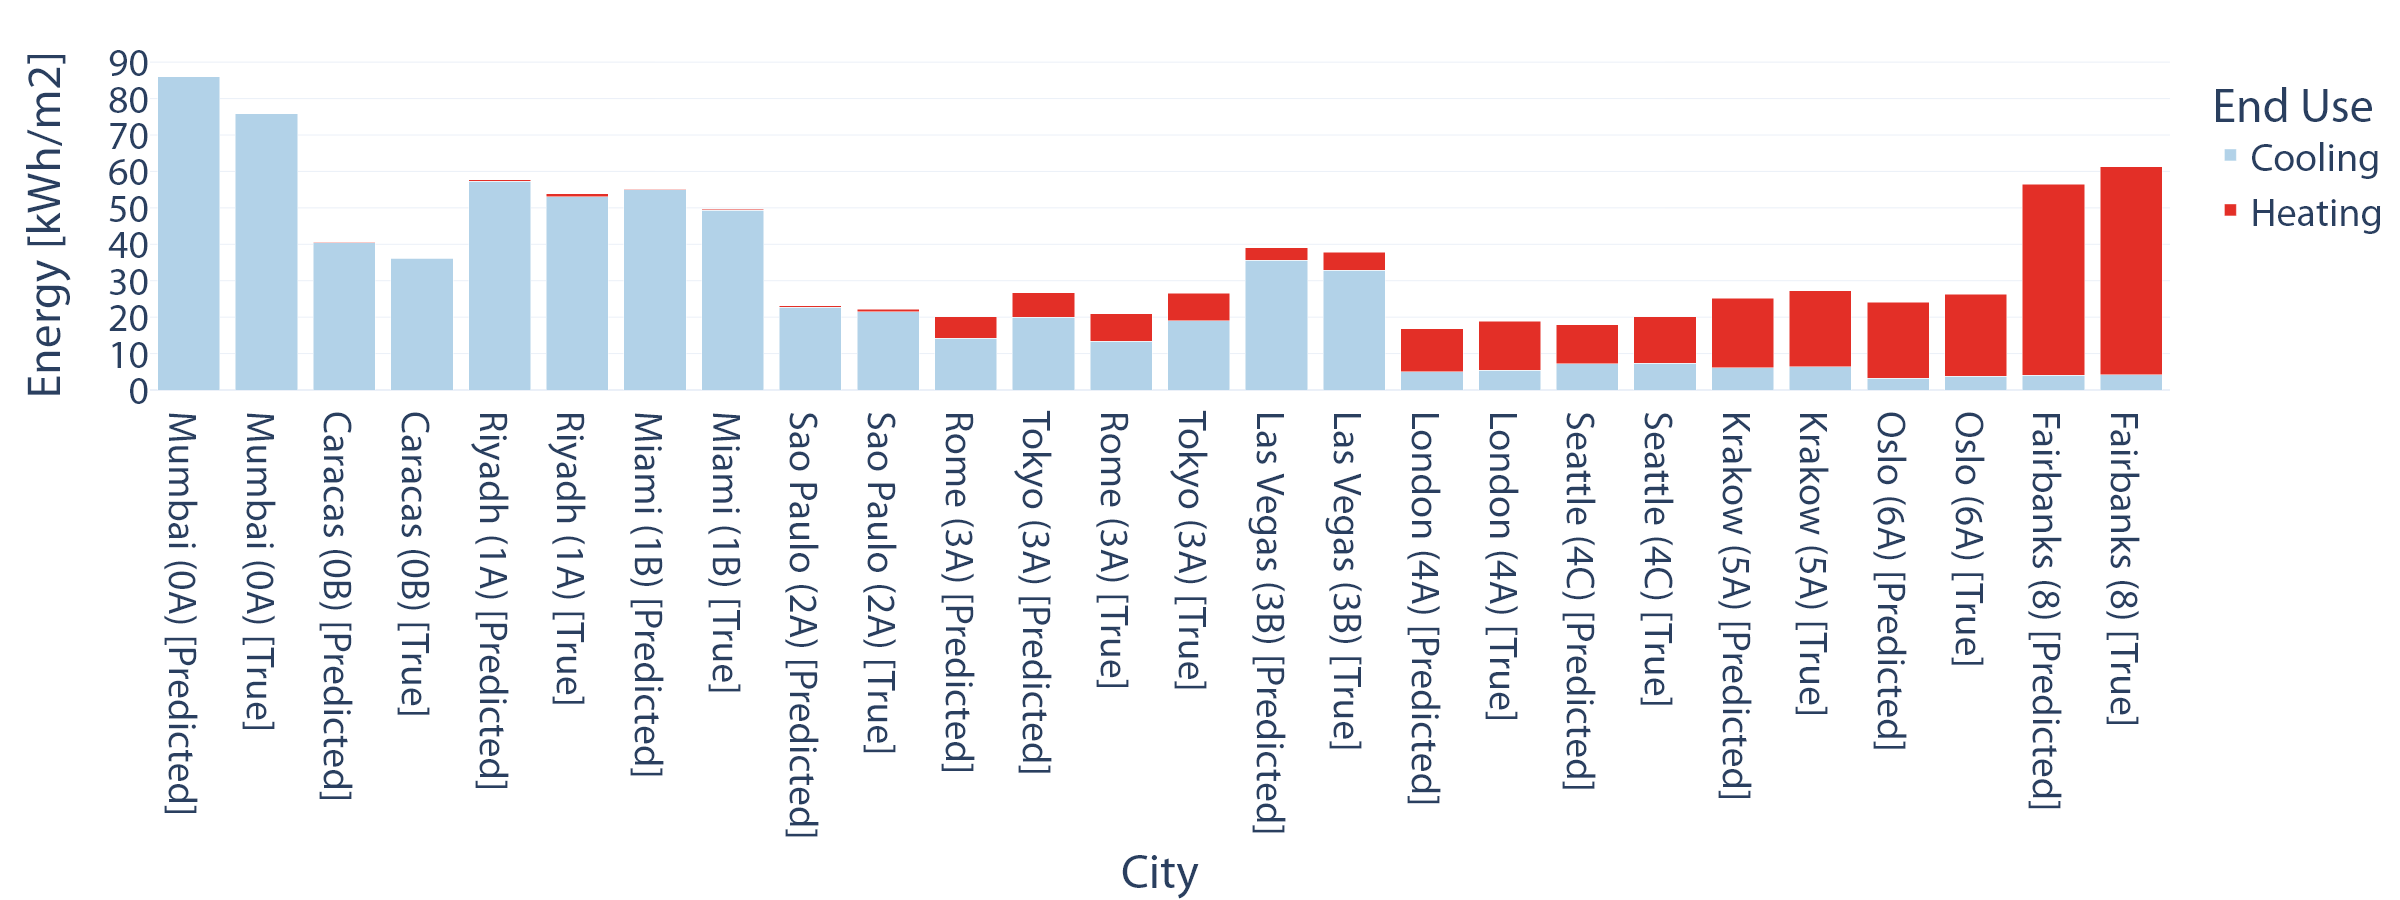 Energy [kWh/m2]
90
80
70
60
50
40
30
20
10
0
Mumbai (0A) [Predicted]
Mumbai (0A) [True]
Caracas (0B) [Predicted]
Caracas (0B) [True]
Riyadh (1A) [Predicted]
Riyadh (1A) [True]
Miami (1B) [Predicted]
Miami (1B) [True]
Sao Paulo (2A) [Predicted]
Sao Paulo (2A) [True]
Rome (3A) [Predicted]
Tokyo (3A) [Predicted]
Rome (3A) [True]
Tokyo (3A) [True]
Las Vegas (3B) [Predicted]
Las Vegas (3B) [True]
London (4A) [Predicted]
London (4A) [True]
Seattle (4C) [Predicted]
Seattle (4C) [True]
Krakow (5A) [Predicted]
Krakow (5A) [True]
Oslo (6A) [Predicted]
Oslo (6A) [True]
Fairbanks (8) [Predicted]
Fairbanks (8) [True]
City
End Use
Cooling
Heating